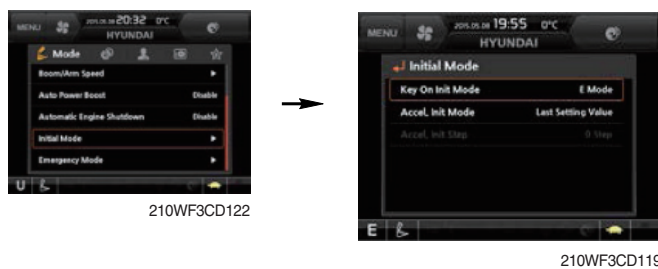 MENU 2015.05.08 20:32 0°C
HYUNDAI
Mode
Boom/Arm Speed
Auto Power Boost Disable
Automatic Engine Shutdown Disable
Initial Mode
Emergency Mode
U
210WF3CD122
MENU 2015.05.08 19:55 0°C
HYUNDAI
Initial Mode
Key On Init Mode E Mode
Accel, Init Mode Last Setting Value
Accel, Init Step 0 Step
E
210WF3CD119